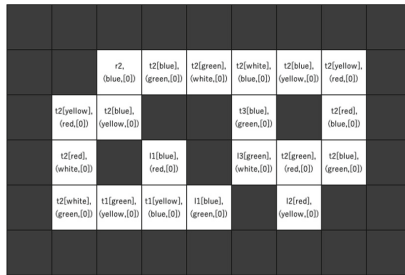 r2, t2[blue], t2[green], t2[white], t2[blue], t2[yellow],
(blue,[0]) (green,[0]) (white,[0]) (blue,[0]) (yellow,[0]) (red,[0])
t2[yellow], t2[blue], t3[blue], t2[red],
(red,[0]) (yellow,[0]) (green,[0]) (blue,[0])
t2[red], l1[blue], l3[green], t2[green], t2[blue],
(white,[0]) (red,[0]) (white,[0]) (red,[0]) (green,[0])
t2[white], t1[green], t1[yellow], l1[blue], l2[red],
(green,[0]) (yellow,[0]) (blue,[0]) (green,[0]) (yellow,[0])